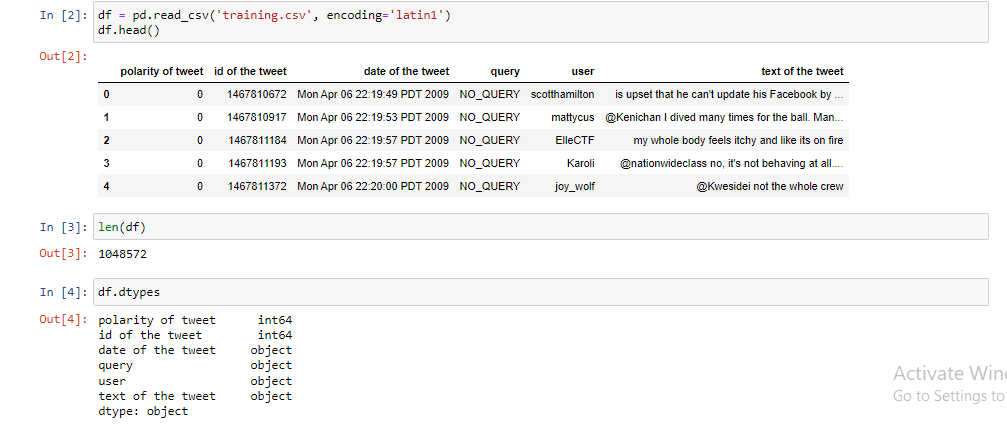 In [2]: df = pd.read_csv('training.csv', encoding='latin1')
df.head()
Out[2]:
polarity of tweet id of the tweet date of the tweet query user text of the tweet
0 0 1467810672 Mon Apr 06 22:19:49 PDT 2009 NO_QUERY scotthamilton is upset that he can't update his Facebook by ...
1 0 1467810917 Mon Apr 06 22:19:53 PDT 2009 NO_QUERY mattycus @Kenichan I dived many times for the ball. Man...
2 0 1467811184 Mon Apr 06 22:19:57 PDT 2009 NO_QUERY ElleCTF my whole body feels itchy and like its on fire
3 0 1467811193 Mon Apr 06 22:19:57 PDT 2009 NO_QUERY Karoli @nationwideclass no, it's not behaving at all....
4 0 1467811372 Mon Apr 06 22:20:00 PDT 2009 NO_QUERY joy_wolf @Kwesidei not the whole crew
In [3]: len(df)
Out[3]: 1048572
In [4]: df.dtypes
Out[4]: polarity of tweet int64
id of the tweet int64
date of the tweet object
query object
user object
text of the tweet object
dtype: object
Activate Win
Go to Settings to